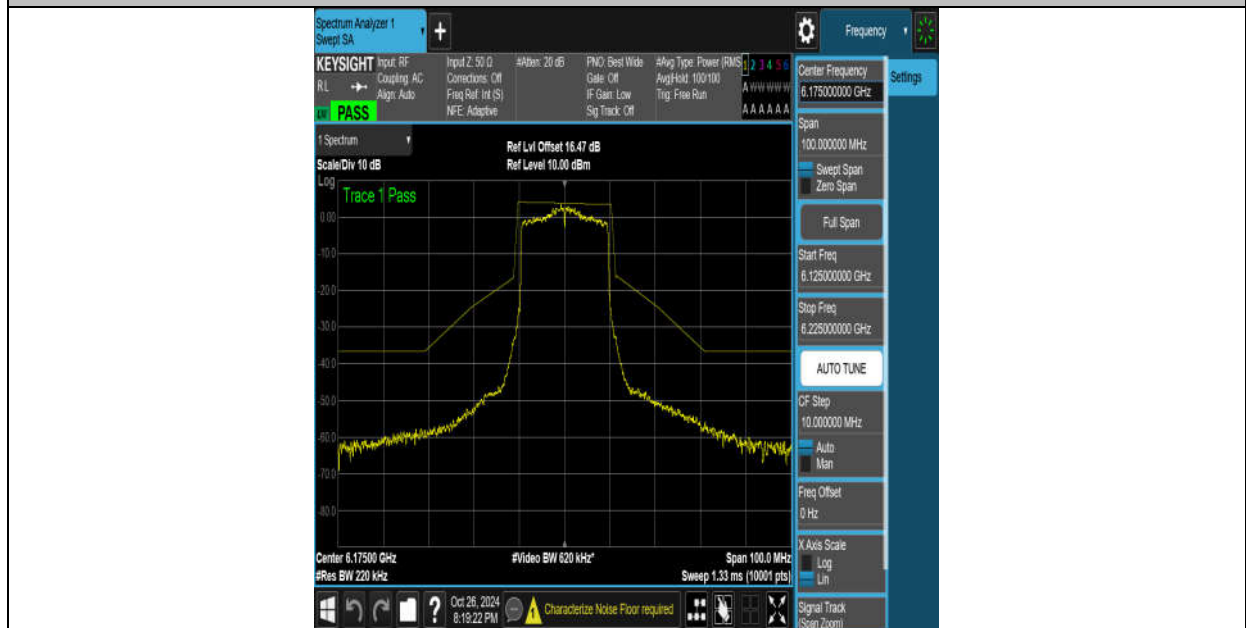 Spectrum Analyzer 1
Swept SA
+
Frequency
KEYSIGHT
RL
PASS
Input: RF
Coupling: AC
Align: Auto
Input Z: 50 Ω
Corrections: Off
Freq Ref: Int (S)
NFE: Adaptive
#Atten: 20 dB
PNO: Best Wide
Gate: Off
IF Gain: Low
Sig Track: Off
#Avg Type: Power (RMS
Avg|Hold: 100/100
Trig: Free Run
1 2 3 4 5 6
A W W W W W
A A A A A A
1 Spectrum
Scale/Div 10 dB
Ref Lvl Offset 16.47 dB
Ref Level 10.00 dBm
Log
Trace 1 Pass
0.00
-10.0
-20.0
-30.0
-40.0
-50.0
-60.0
-70.0
-80.0
Center 6.17500 GHz
#Res BW 220 kHz
#Video BW 620 kHz*
Span 100.0 MHz
Sweep 1.33 ms (10001 pts)
?
Oct 26, 2024
8:19:22 PM
Characterize Noise Floor required
Center Frequency
6.175000000 GHz
Settings
Span
100.000000 MHz
Swept Span
Zero Span
Full Span
Start Freq
6.125000000 GHz
Stop Freq
6.225000000 GHz
AUTO TUNE
CF Step
10.000000 MHz
Auto
Man
Freq Offset
0 Hz
X Axis Scale
Log
Lin
Signal Track
(Span Zoom)